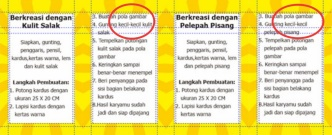 Berkreasi dengan
Kulit Salak
Siapkan, gunting,
penggaris, pensil,
kardus,kertas warna, lem
dan kulit salak
Langkah Pembuatan:
1. Potong kardus dengan
ukuran 25 X 20 CM
2. Lapisi kardus dengan
kertas warna
3. Buatlah pola gambar
4. Gunting kecil-kecil kulit
salak
5. Tempelkan potongan
kulit salak pada pola
gambar
6. Keringkan sampai
benar-benar menempel
7. Beri penyangga pada
sisi bagian belakang
kardus
8.Hasil karyamu sudah
jadi dan siap dipajang
Berkreasi dengan
Pelepah Pisang
Siapkan, gunting,
penggaris, pensil,
kardus,kertas warna, lem
dan pelepah pisang
Langkah Pembuatan:
1. Potong kardus dengan
ukuran 25 X 20 CM
2. Lapisi kardus dengan
kertas warna
3. Buatlah pola gambar
4. Gunting kecil-kecil
pelepah pisang
5. Tempelkan potongan
pelepah pisang pada pola
gambar
6. Keringkan sampai
benar-benar menempel
7. Beri penyangga pada
sisi bagian belakang
kardus
8.Hasil karyamu sudah
jadi dan siap dipajang